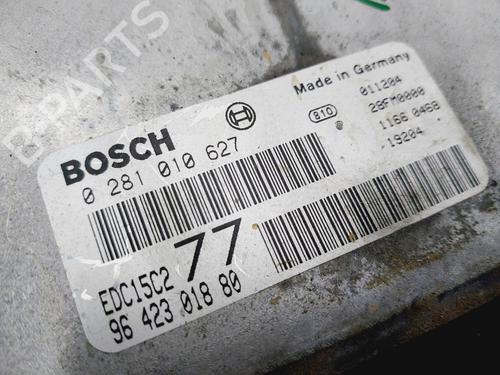 B-PARTS
BOSCH
0 281 010 627
Made in Germany
810
011204
28FM0000
1166 0468
19204
77
EDC15C2
96 423 018 80